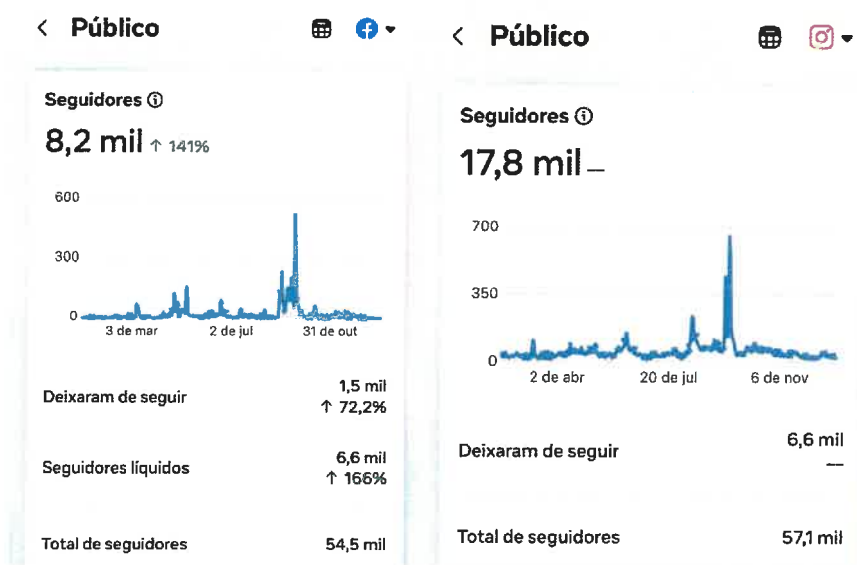 Público
Seguidores
8,2 mil ↑ 141%
600
300
0
3 de mar 2 de jul 31 de out
Deixaram de seguir 1,5 mil
↑ 72,2%
Seguidores líquidos 6,6 mil
↑ 166%
Total de seguidores 54,5 mil
Público
Seguidores
17,8 mil --
700
350
0
2 de abr 20 de jul 6 de nov
Deixaram de seguir 6,6 mil
--
Total de seguidores 57,1 mil